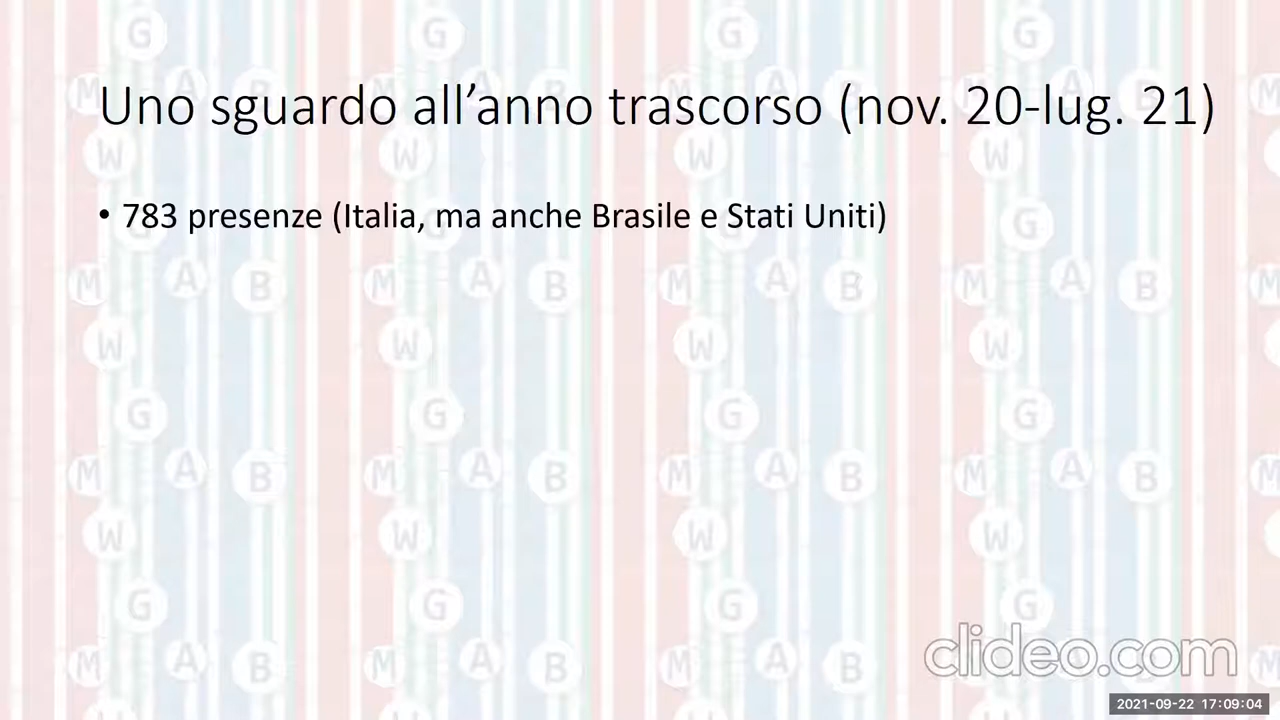 Uno sguardo all’anno trascorso (nov. 20-lug. 21)
• 783 presenze (Italia, ma anche Brasile e Stati Uniti)
G G G G
M A B M A B M A B M A B M
W W W W
G G G G
M A B M A B M A B M A B M
W W W W
G G G G
M A B M A B M A B M A B M
W W W W
G G G G
M A B M A B M A B M A B M
clideo.com
2021-09-22 17:09:04